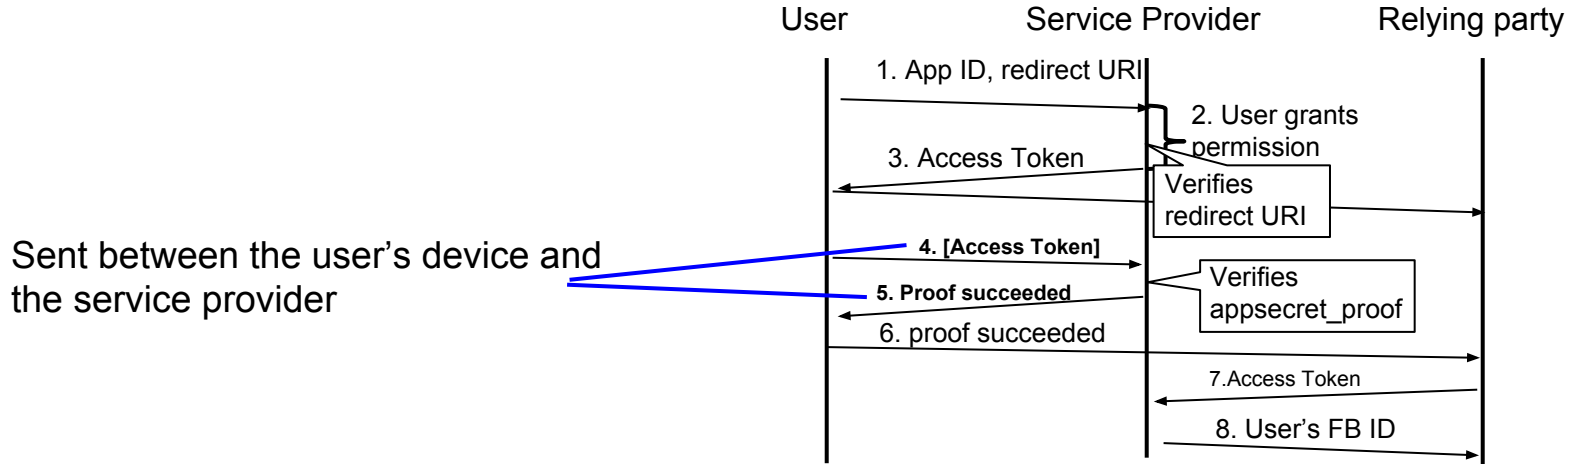 User
Service Provider
Relying party
1. App ID, redirect URI
2. User grants
permission
3. Access Token
Verifies
redirect URI
Sent between the user's device and
the service provider
4. [Access Token]
5. Proof succeeded
Verifies
appsecret_proof
6. proof succeeded
7.Access Token
8. User's FB ID